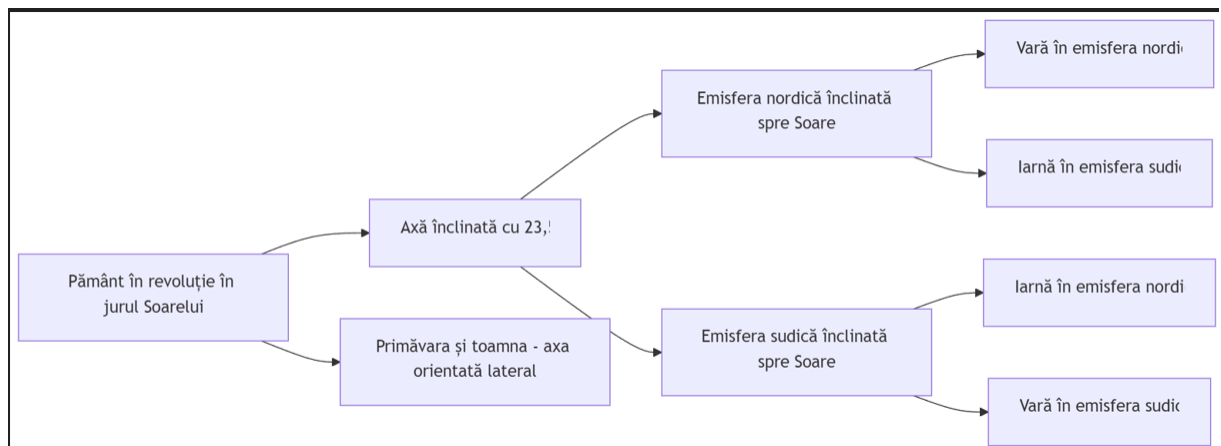 Pământ în revoluție în
jurul Soarelui
Axă înclinată cu
Primăvara și toamna - axa
orientată lateral
Emisfera nordică înclinată
spre Soare
Emisfera sudică înclinată
spre Soare
Vară în emisfera
Iarnă în emisfera
Iarnă în emisfera
Vară în emisfera